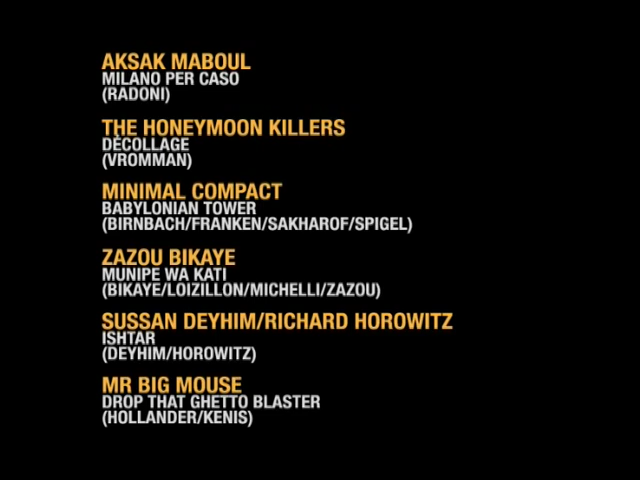 AKSAK MABOUL
MILANO PER CASO
(RADONI)
THE HONEYMOON KILLERS
DÉCOLLAGE
(VROMMAN)
MINIMAL COMPACT
BABYLONIAN TOWER
(BIRNBACH/FRANKEN/SAKHAROF/SPIGEL)
ZAZOU BIKAYE
MUNIPE WA KATI
(BIKAYE/LOIZILLON/MICHELLI/ZAZOU)
SUSSAN DEYHIM/RICHARD HOROWITZ
ISHTAR
(DEYHIM/HOROWITZ)
MR BIG MOUSE
DROP THAT GHETTO BLASTER
(HOLLANDER/KENIS)